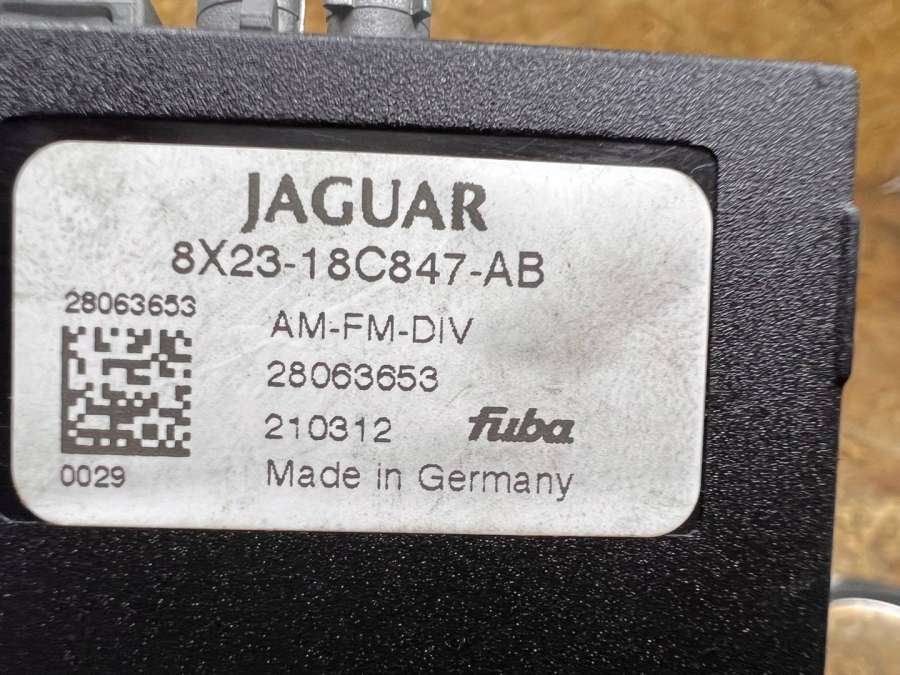 JAGUAR
8X23-18C847-AB
28063653
AM-FM-DIV
28063653
210312 fuba
0029
Made in Germany